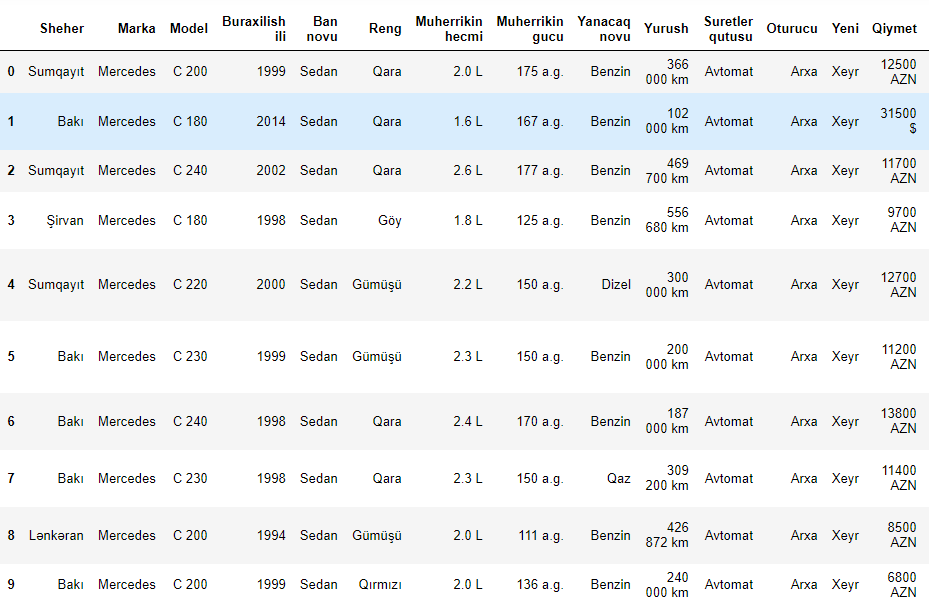 Sheher Marka Model Buraxilish ili Ban novu Reng Muherrikin hecmi Muherrikin gucu Yanacaq novu Yurush Suretler qutusu Oturucu Yeni Qiymet
0 Sumqayıt Mercedes C 200 1999 Sedan Qara 2.0 L 175 a.g. Benzin 366 000 km Avtomat Arxa Xeyr 12500 AZN
1 Bakı Mercedes C 180 2014 Sedan Qara 1.6 L 167 a.g. Benzin 102 000 km Avtomat Arxa Xeyr 31500 $
2 Sumqayıt Mercedes C 240 2002 Sedan Qara 2.6 L 177 a.g. Benzin 469 700 km Avtomat Arxa Xeyr 11700 AZN
3 Şirvan Mercedes C 180 1998 Sedan Göy 1.8 L 125 a.g. Benzin 556 680 km Avtomat Arxa Xeyr 9700 AZN
4 Sumqayıt Mercedes C 220 2000 Sedan Gümüşü 2.2 L 150 a.g. Dizel 300 000 km Avtomat Arxa Xeyr 12700 AZN
5 Bakı Mercedes C 230 1999 Sedan Gümüşü 2.3 L 150 a.g. Benzin 200 000 km Avtomat Arxa Xeyr 11200 AZN
6 Bakı Mercedes C 240 1998 Sedan Qara 2.4 L 170 a.g. Benzin 187 000 km Avtomat Arxa Xeyr 13800 AZN
7 Bakı Mercedes C 230 1998 Sedan Qara 2.3 L 150 a.g. Qaz 309 200 km Avtomat Arxa Xeyr 11400 AZN
8 Lənkəran Mercedes C 200 1994 Sedan Gümüşü 2.0 L 111 a.g. Benzin 426 872 km Avtomat Arxa Xeyr 8500 AZN
9 Bakı Mercedes C 200 1999 Sedan Qırmızı 2.0 L 136 a.g. Benzin 240 000 km Avtomat Arxa Xeyr 6800 AZN